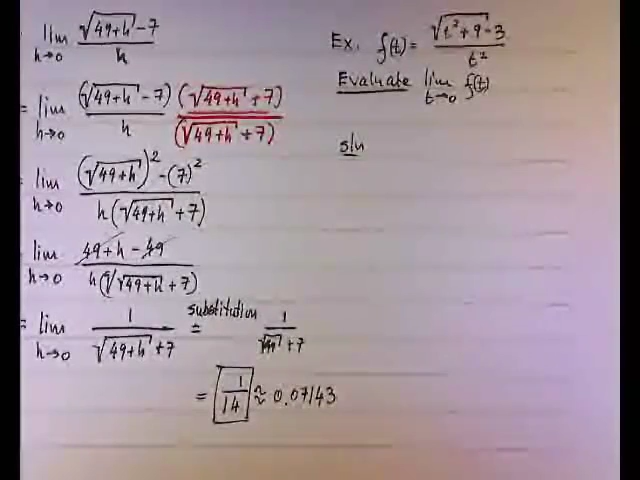 lim h→0 √(49+h) - 7 / h
= lim h→0 (√(49+h) - 7) / h (√(49+h) + 7) / (√(49+h) + 7)
= lim h→0 (√(49+h))² - (7)² / h(√(49+h) + 7)
= lim h→0 49+h - 49 / h(√(49+h) + 7)
= lim h→0 1 / √(49+h) + 7 substitution = 1 / √49 + 7
= 1/14 ≈ 0.07143
Ex. f(t) = √(t²+9) - 3 / t²
Evaluate lim t→0 f(t)
sln